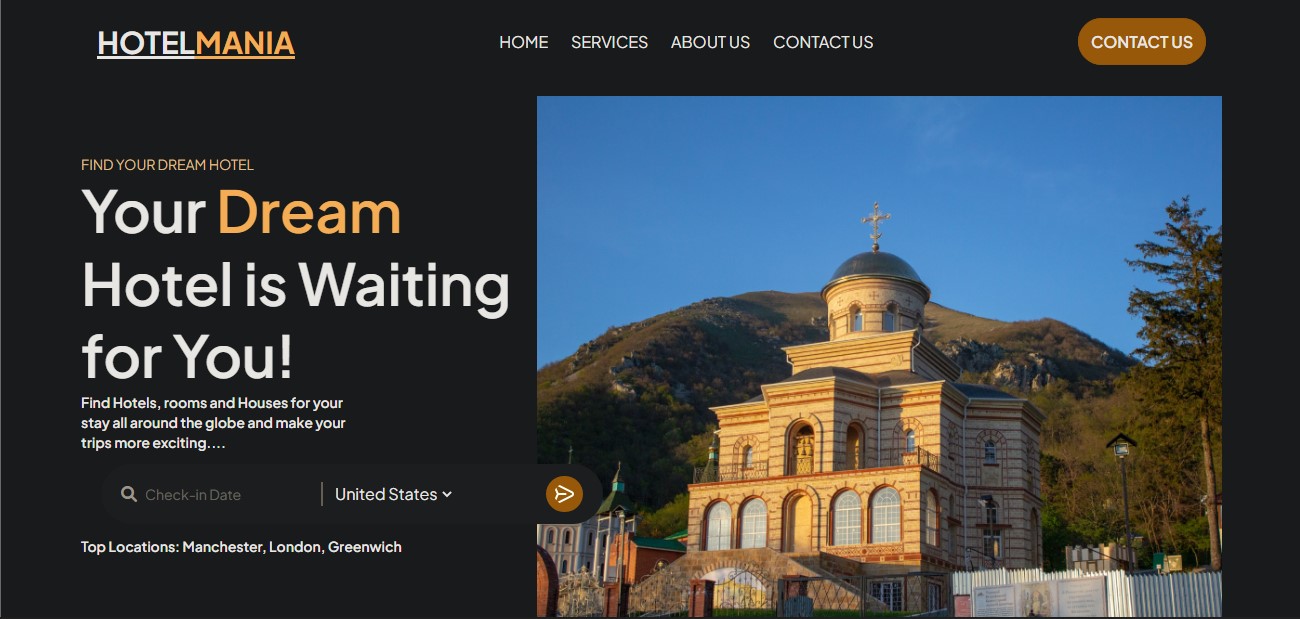 HOTELMANIA
HOME SERVICES ABOUT US CONTACT US
CONTACT US
FIND YOUR DREAM HOTEL
Your Dream
Hotel is Waiting
for You!
Find Hotels, rooms and Houses for your
stay all around the globe and make your
trips more exciting....
Check-in Date
United States
Top Locations: Manchester, London, Greenwich